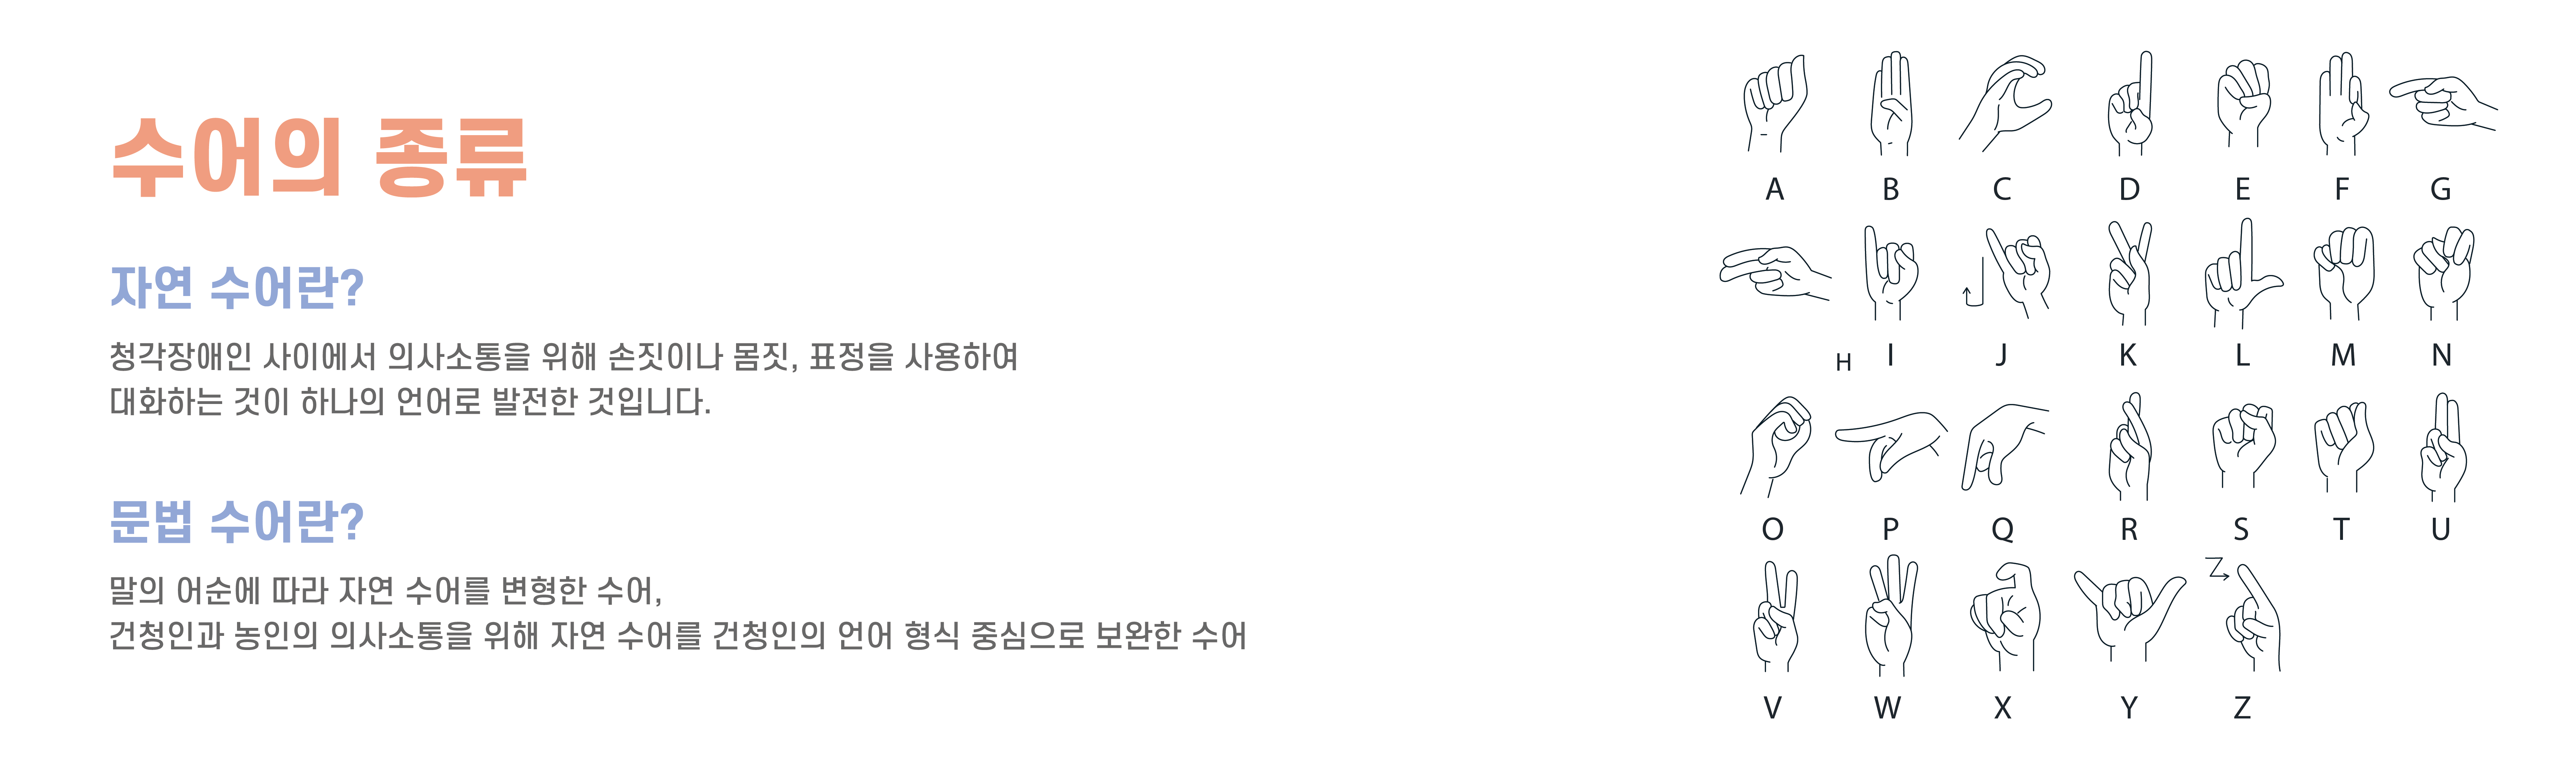 수어의 종류
자연 수어란?
청각장애인 사이에서 의사소통을 위해 손짓이나 몸짓, 표정을 사용하여
대화하는 것이 하나의 언어로 발전한 것입니다.
문법 수어란?
말의 어순에 따라 자연 수어를 변형한 수어,
건청인과 농인의 의사소통을 위해 자연 수어를 건청인의 언어 형식 중심으로 보완한 수어
A B C D E F G
H I J K L M N
O P Q R S T U
Z
V W X Y Z